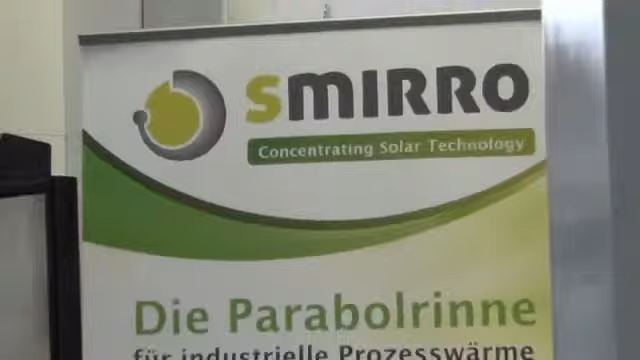 SMIRRO
Concentrating Solar Technology
Die Parabolrinne
für industrielle Prozesswärme